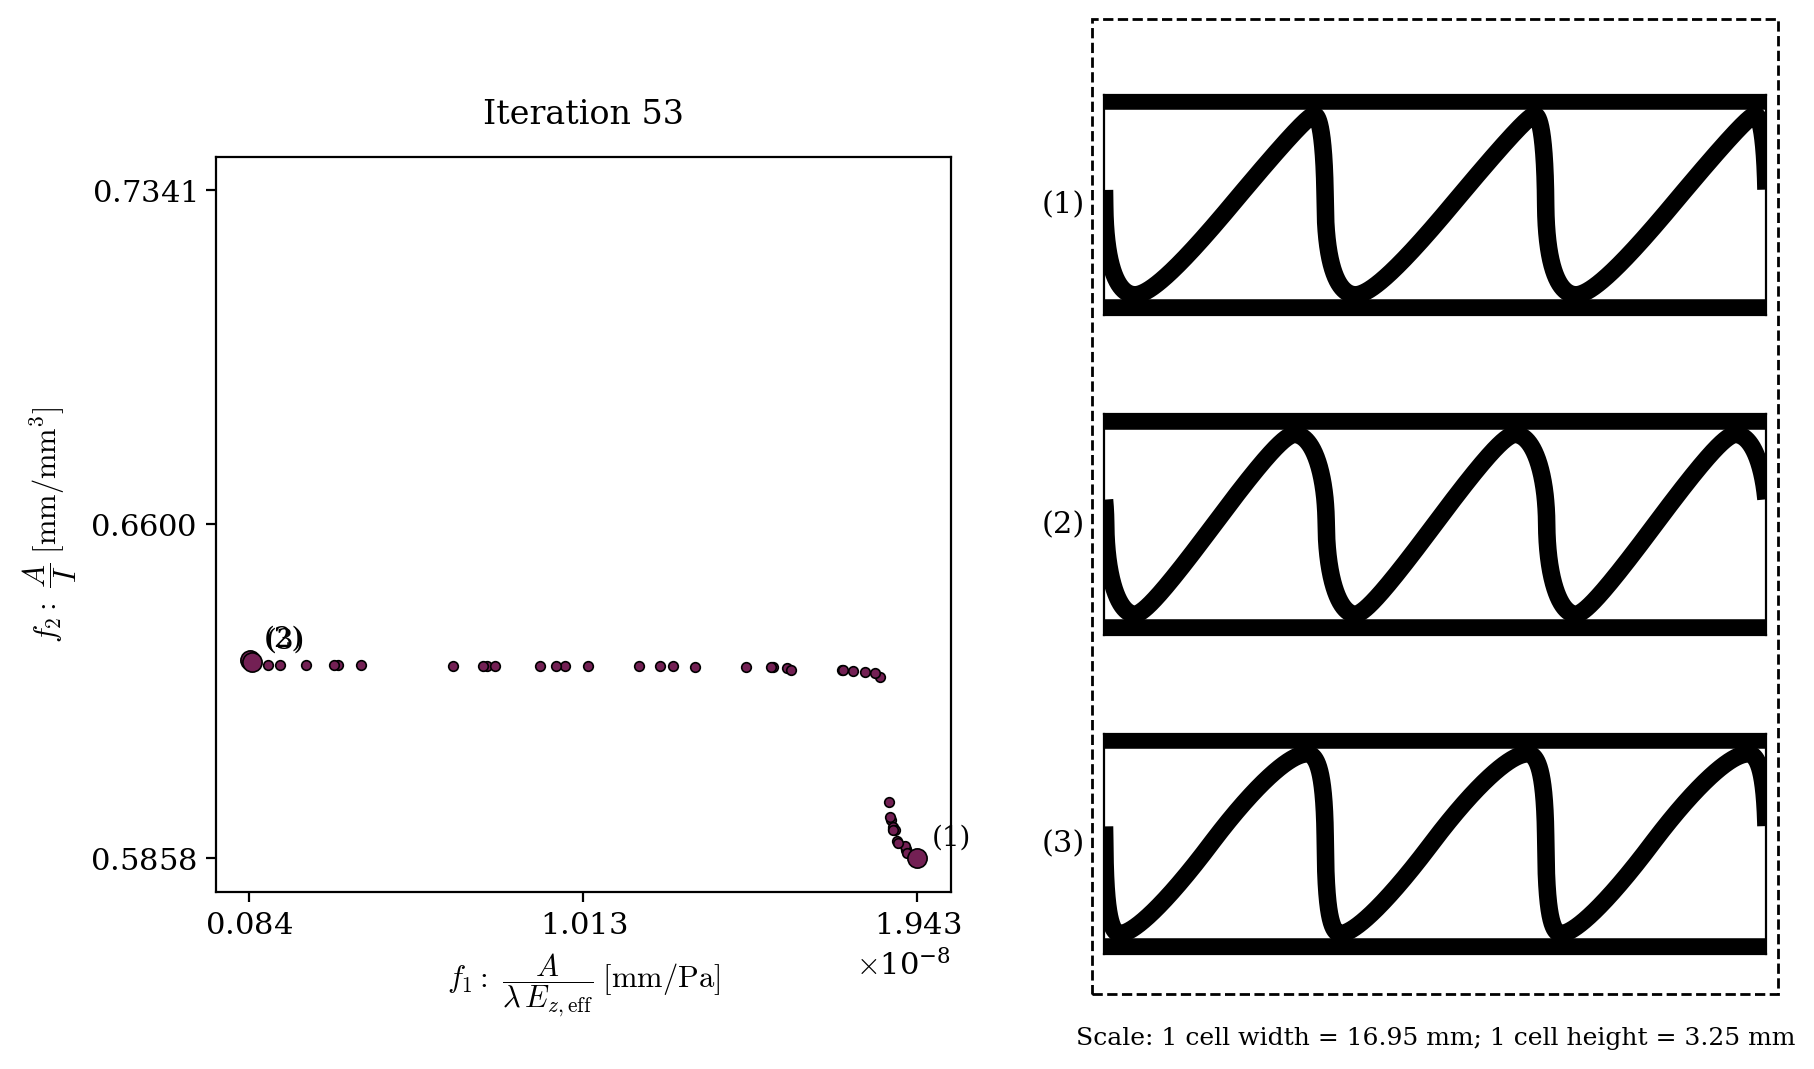 Iteration 53
0.7341
0.6600
0.5858
f₂: A/I [mm/mm³]
(1)
0.084
1.013
1.943
×10⁻⁸
f₁: A/(λ E_z,eff) [mm/Pa]
(1)
(2)
(3)
Scale: 1 cell width = 16.95 mm; 1 cell height = 3.25 mm